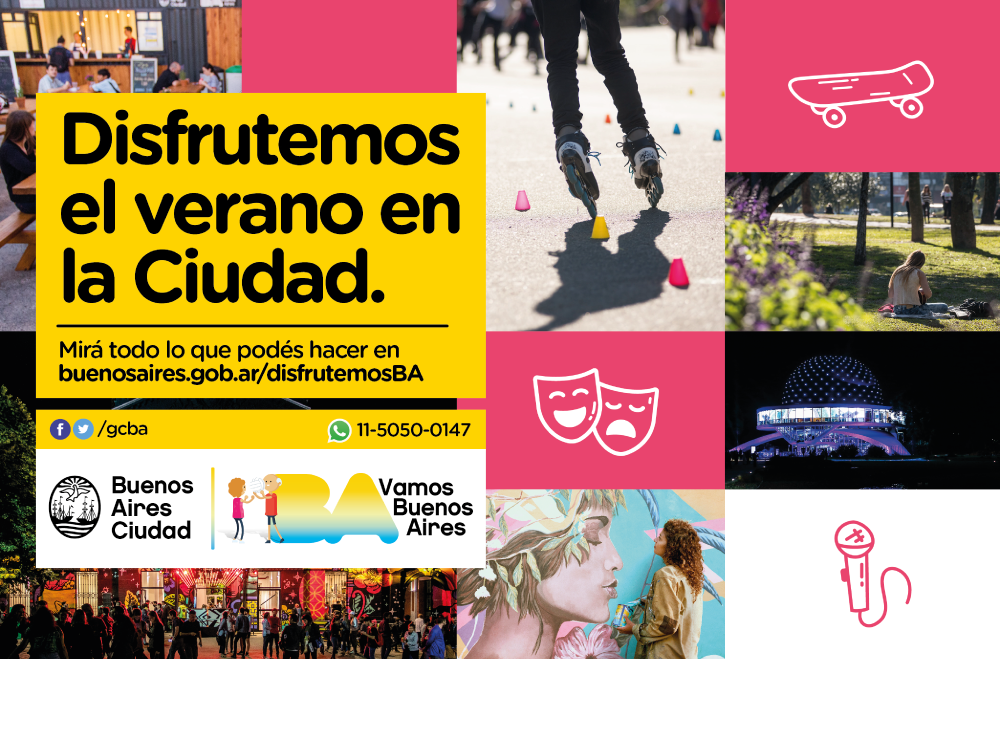 Disfrutemos
el verano en
la Ciudad.
Mirá todo lo que podés hacer en
buenosaires.gob.ar/disfrutemosBA
/gcba
11-5050-0147
Buenos
Aires
Ciudad
BA
Vamos
Buenos
Aires